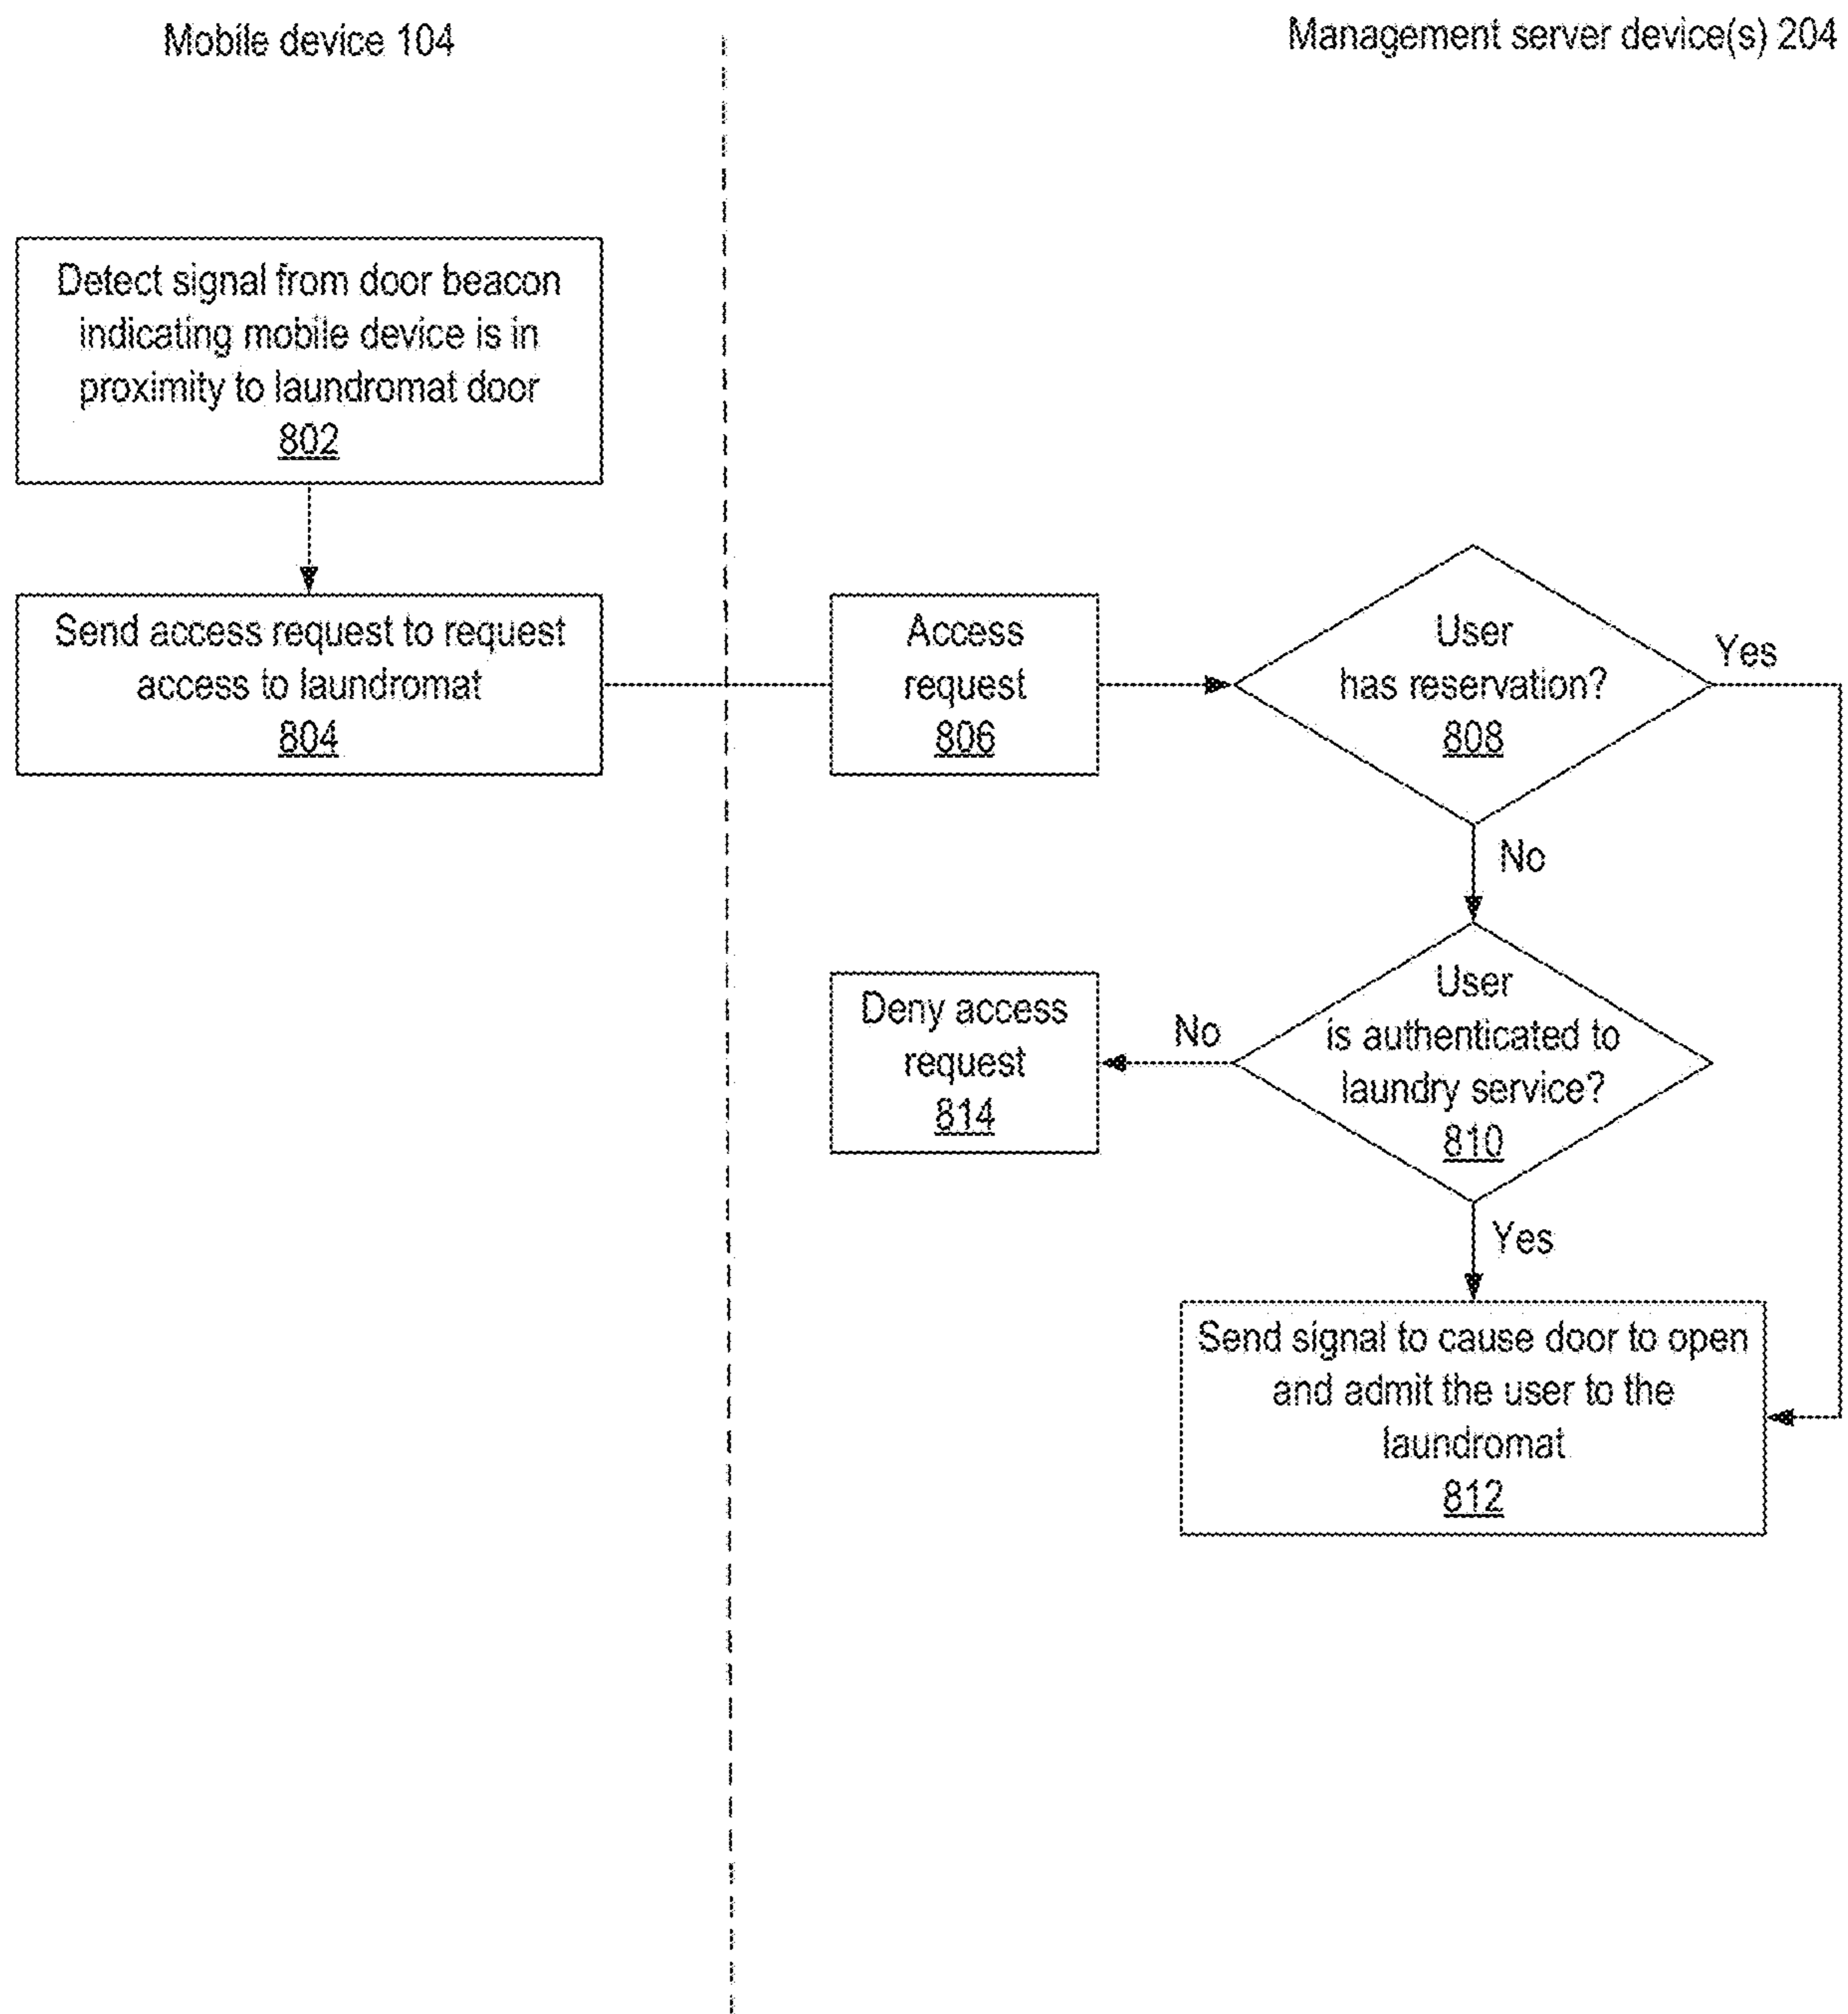 Mobile device 104
Management server device(s) 204
Detect signal from door beacon
indicating mobile device is in
proximity to laundromat door
802
Send access request to request
access to laundromat
804
Access
request
806
User
has reservation?
808
Yes
No
User
is authenticated to
laundry service?
810
No
Deny access
request
814
Yes
Send signal to cause door to open
and admit the user to the
laundromat
812